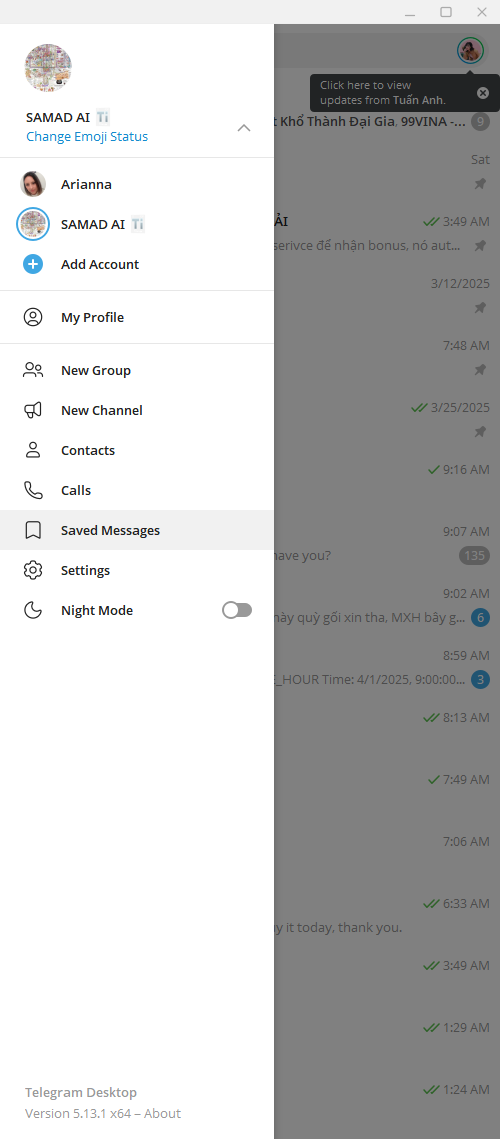 SAMAD AI Ti
Change Emoji Status
Arianna
SAMAD AI Ti
Add Account
My Profile
New Group
New Channel
Contacts
Calls
Saved Messages
Settings
Night Mode
Telegram Desktop
Version 5.13.1 x64 – About
Click here to view
updates from Tuấn Anh.
t Khổ Thành Đại Gia. 99VINA -...
9
Sat
ẢI
3:49 AM
serivce để nhận bonus, nó aut...
3/12/2025
7:48 AM
3/25/2025
9:16 AM
9:07 AM
have you?
135
9:02 AM
này quỳ gối xin tha, MXH bây g...
6
8:59 AM
E_HOUR Time: 4/1/2025, 9:00:00...
3
8:13 AM
7:49 AM
7:06 AM
6:33 AM
y it today, thank you.
3:49 AM
1:29 AM
1:24 AM